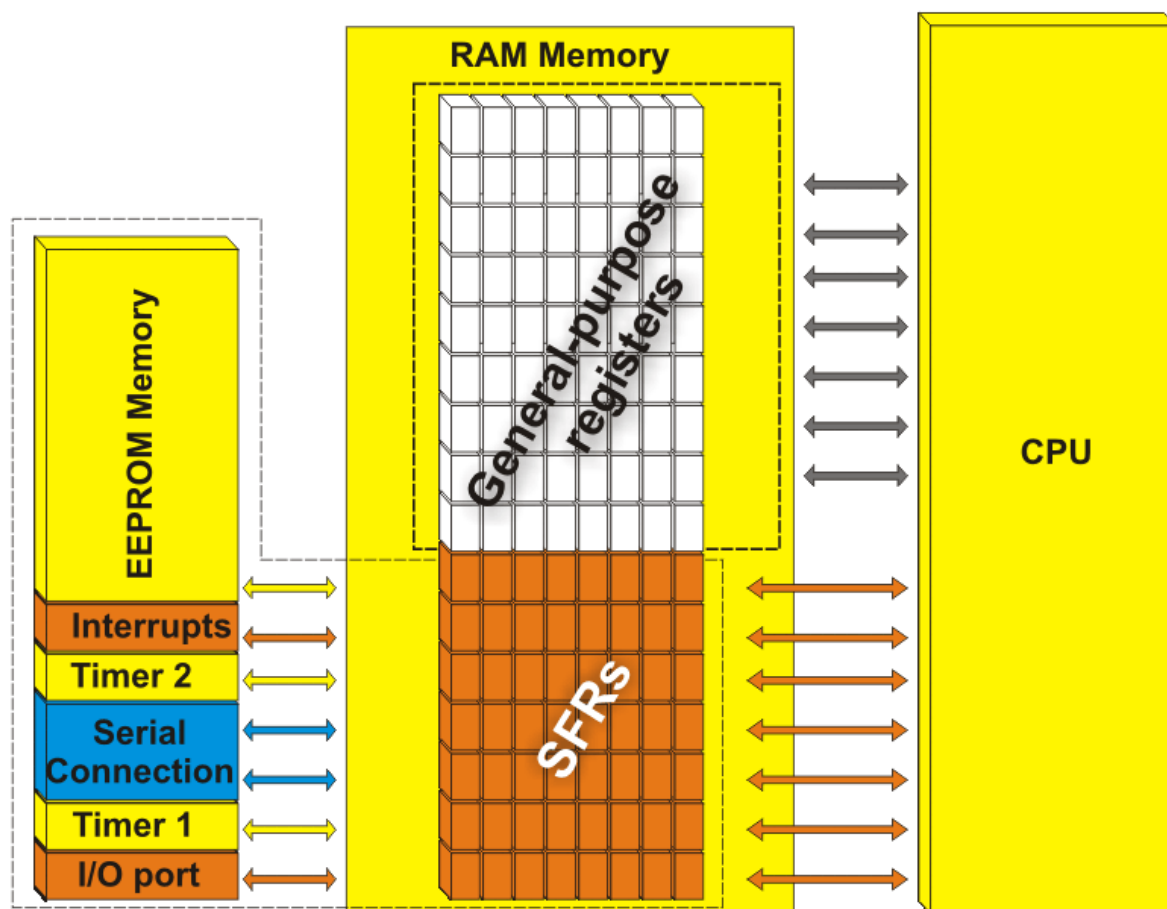 RAM Memory
General-purpose
registers
CPU
EEPROM Memory
Interrupts
Timer 2
Serial
Connection
Timer 1
I/O port
SFRs